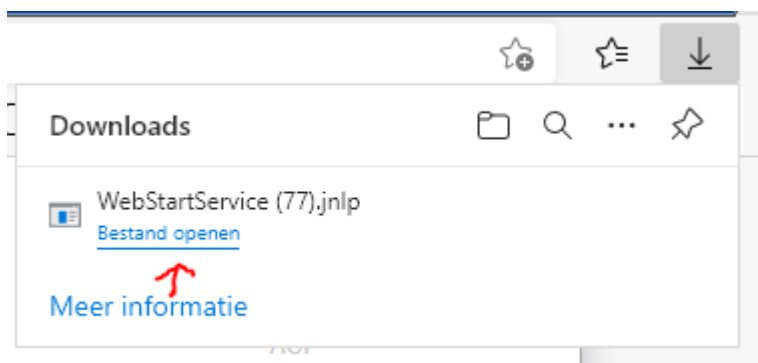 Downloads
WebStartService (77).jnlp
Bestand openen
Meer informatie